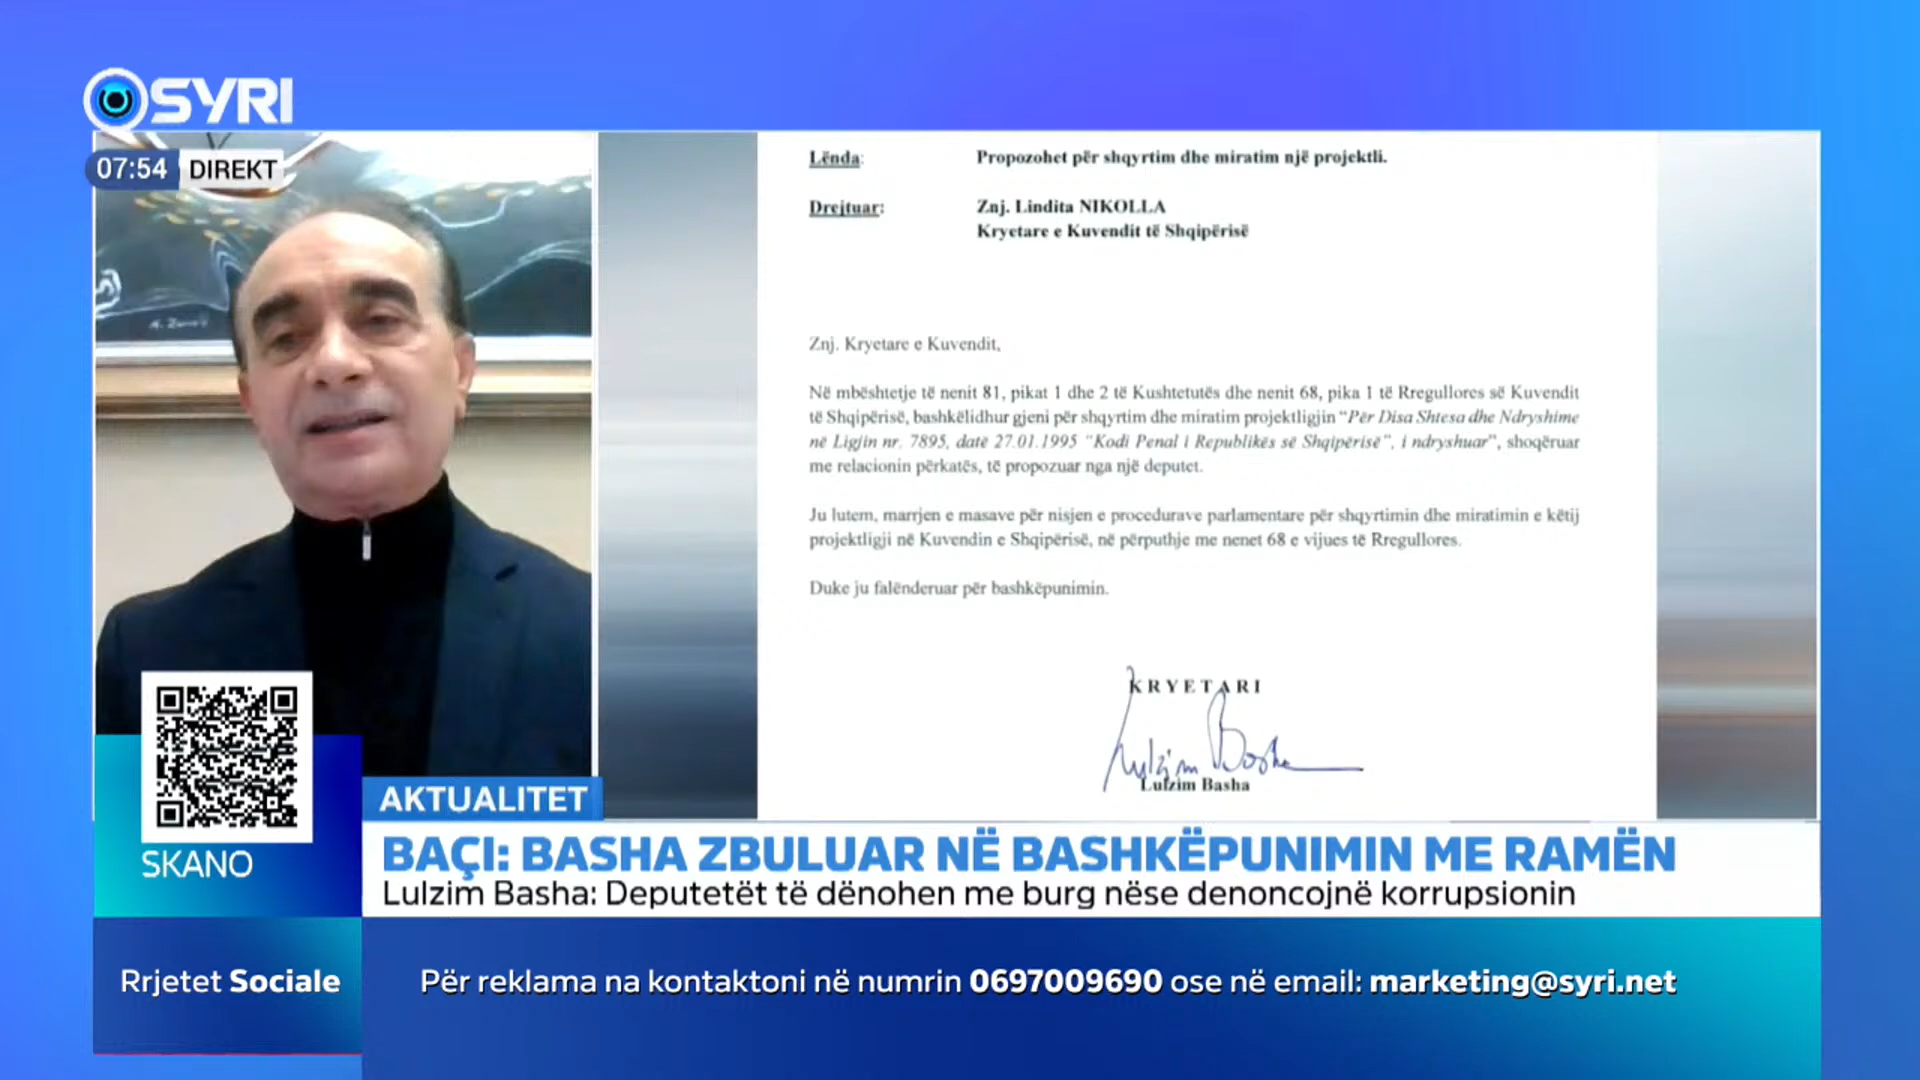 SYRI
07:54 DIREKT
Lënda: Propozohet për shqyrtim dhe miratim një projektli.
Drejtuar: Znj. Lindita NIKOLLA
Kryetare e Kuvendit të Shqipërisë
Znj. Kryetare e Kuvendit,
Në mbështetje të nenit 81, pikat 1 dhe 2 të Kushtetutës dhe nenit 68, pika 1 të Rregullores së Kuvendit
të Shqipërisë, bashkëlidhur gjeni për shqyrtim dhe miratim projektligjin “Për Disa Shtesa dhe Ndryshime
në Ligjin nr. 7895, datë 27.01.1995 “Kodi Penal i Republikës së Shqipërisë”, i ndryshuar”, shoqëruar
me relacionin përkatës, të propozuar nga një deputet.
Ju lutem, marrjen e masave për nisjen e procedurave parlamentare për shqyrtimin dhe miratimin e këtij
projektligji në Kuvendin e Shqipërisë, në përputhje me nenet 68 e vijues të Rregullores.
Duke ju falënderuar për bashkëpunimin.
KRYETARI
Lulzim Basha
Lulzim Basha
SKANO
AKTUALITET
BAÇI: BASHA ZBULUAR NË BASHKËPUNIMIN ME RAMËN
Lulzim Basha: Deputetët të dënohen me burg nëse denoncojnë korrupsionin
Rrjetet Sociale
Për reklama na kontaktoni në numrin 0697009690 ose në email: marketing@syri.net